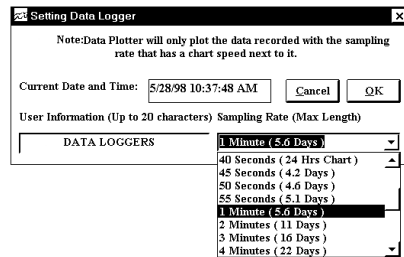 Setting Data Logger
Note:Data Plotter will only plot the data recorded with the sampling
rate that has a chart speed next to it.
Current Date and Time: 5/28/98 10:37:48 AM Cancel OK
User Information (Up to 20 characters) Sampling Rate (Max Length)
DATA LOGGERS 1 Minute ( 5.6 Days )
40 Seconds ( 24 Hrs Chart )
45 Seconds ( 4.2 Days )
50 Seconds ( 4.6 Days )
55 Seconds ( 5.1 Days )
1 Minute ( 5.6 Days )
2 Minutes ( 11 Days )
3 Minutes ( 16 Days )
4 Minutes ( 22 Days )